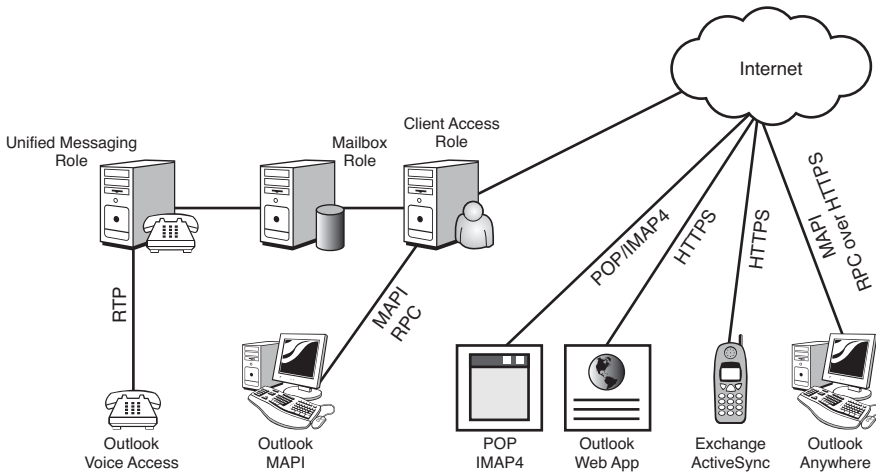 Internet
Client Access
Role
Unified Messaging
Role
Mailbox
Role
POP/IMAP4
HTTPS
HTTPS
MAPI
RPC over HTTPS
RTP
MAPI
RPC
Outlook
Voice Access
Outlook
MAPI
POP
IMAP4
Outlook
Web App
Exchange
ActiveSync
Outlook
Anywhere